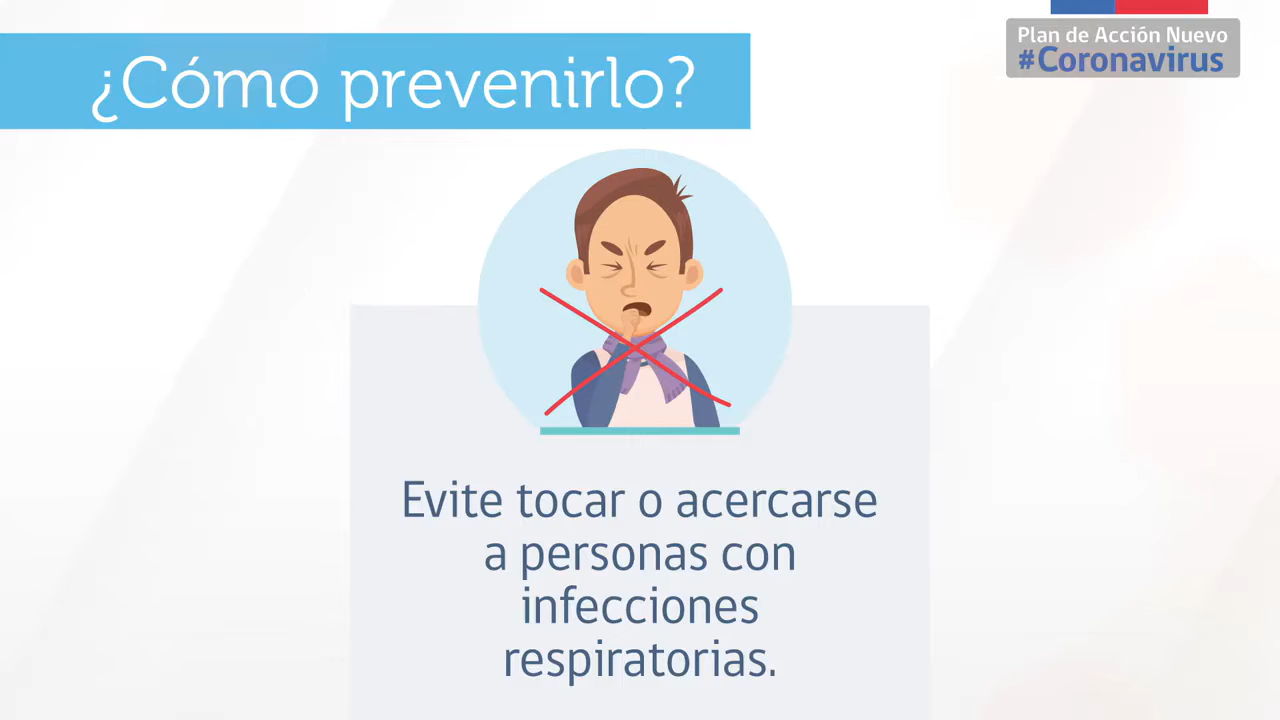 ¿Cómo prevenirlo?
Plan de Acción Nuevo
#Coronavirus
Evite tocar o acercarse
a personas con
infecciones
respiratorias.